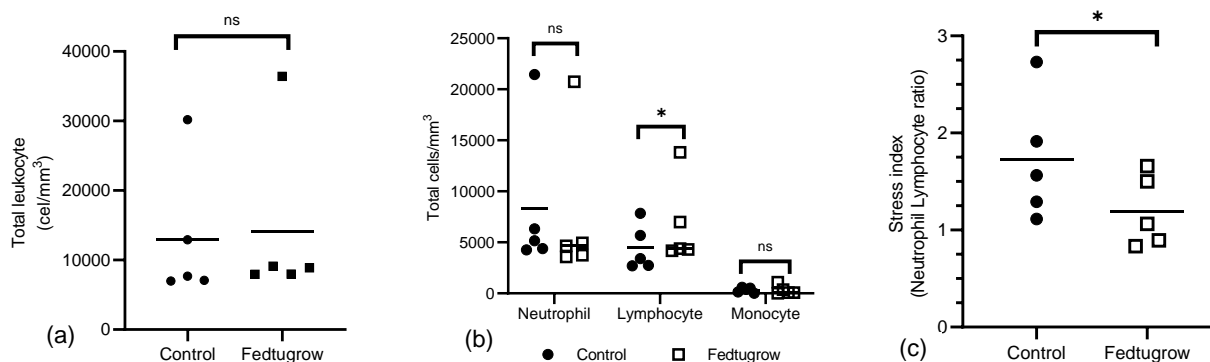 ns
40000
30000
20000
10000
0
Total leukocyte
(cel/mm³)
Control
Fedtugrow
(a)
ns
*
ns
25000
20000
15000
10000
5000
0
Total cells/mm³
Neutrophil
Lymphocyte
Monocyte
Control
Fedtugrow
(b)
*
3
2
1
0
Stress index
(Neutrophil Lymphocyte ratio)
Control
Fedtugrow
(c)